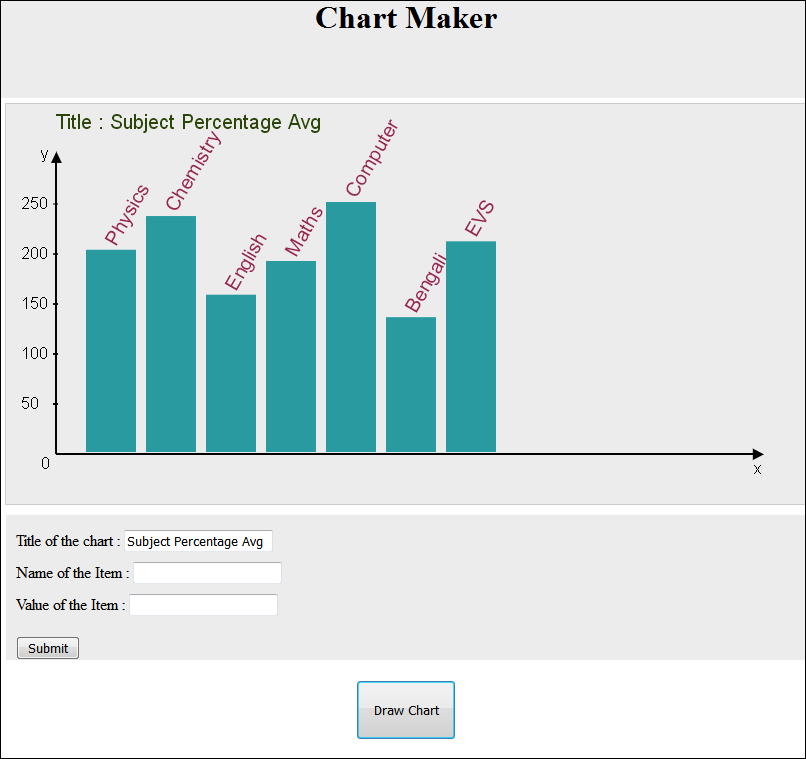 Chart Maker
Title : Subject Percentage Avg
y
250
200
150
100
50
0
Physics
Chemistry
English
Maths
Computer
Bengali
EVS
x
Title of the chart : Subject Percentage Avg
Name of the Item :
Value of the Item :
Submit
Draw Chart